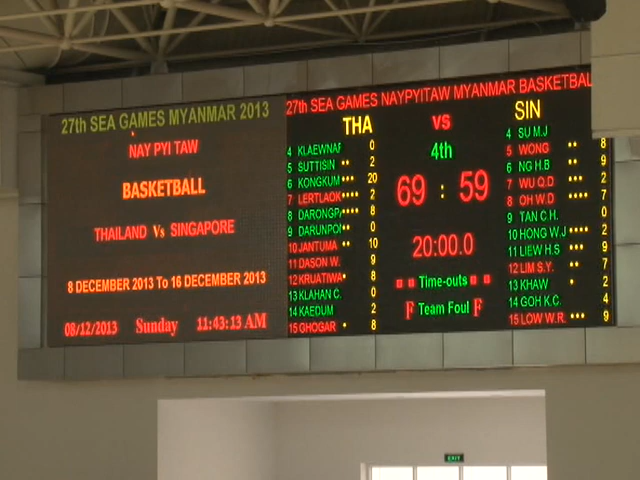 27th SEA GAMES MYANMAR 2013
NAY PYI TAW
BASKETBALL
THAILAND Vs SINGAPORE
8 DECEMBER 2013 To 16 DECEMBER 2013
08/12/2013 Sunday 11:43:13 AM
27th SEA GAMES NAYPYITAW MYANMAR BASKETBAL
THA vs SIN
4th
69 : 59
20:00.0
Time-outs
F Team Foul F
4 KLAEWNAF 0
5 SUTTISIN •• 2
6 KONGKUM ••• 20
7 LERTLAOK •••• 2
8 DARONGP •••• 8
9 DARUNPO •• 0
10 JANTUMA •• 10
11 DASON W. 9
12 KRUATIWA • 8
13 KLAHAN C. 0
14 KAEDUM 2
15 GHOGAR • 8
4 SU M.J 8
5 WONG •• 9
6 NG H.B •• 9
7 WU Q.D •• 7
8 OH W.D •••• 7
9 TAN C.H. 0
10 HONG W.J •••• 2
11 LIEW H.S ••• 9
12 LIM S.Y. •• 7
13 KHAW • 2
14 GOH K.C. 4
15 LOW W.R. ••• 9
EXIT